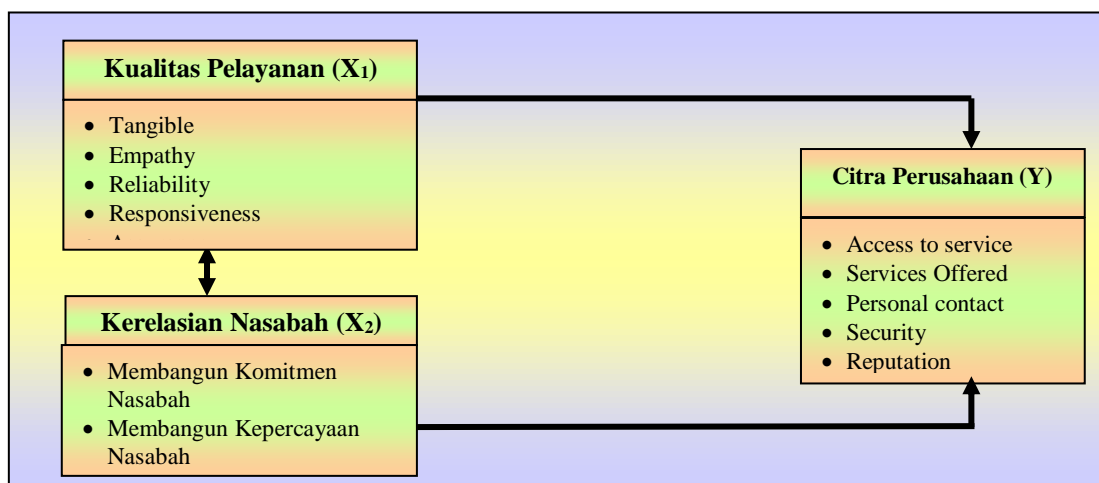 Kualitas Pelayanan (X₁)
• Tangible
• Empathy
• Reliability
• Responsiveness
Kerelasian Nasabah (X₂)
• Membangun Komitmen
Nasabah
• Membangun Kepercayaan
Nasabah
Citra Perusahaan (Y)
• Access to service
• Services Offered
• Personal contact
• Security
• Reputation